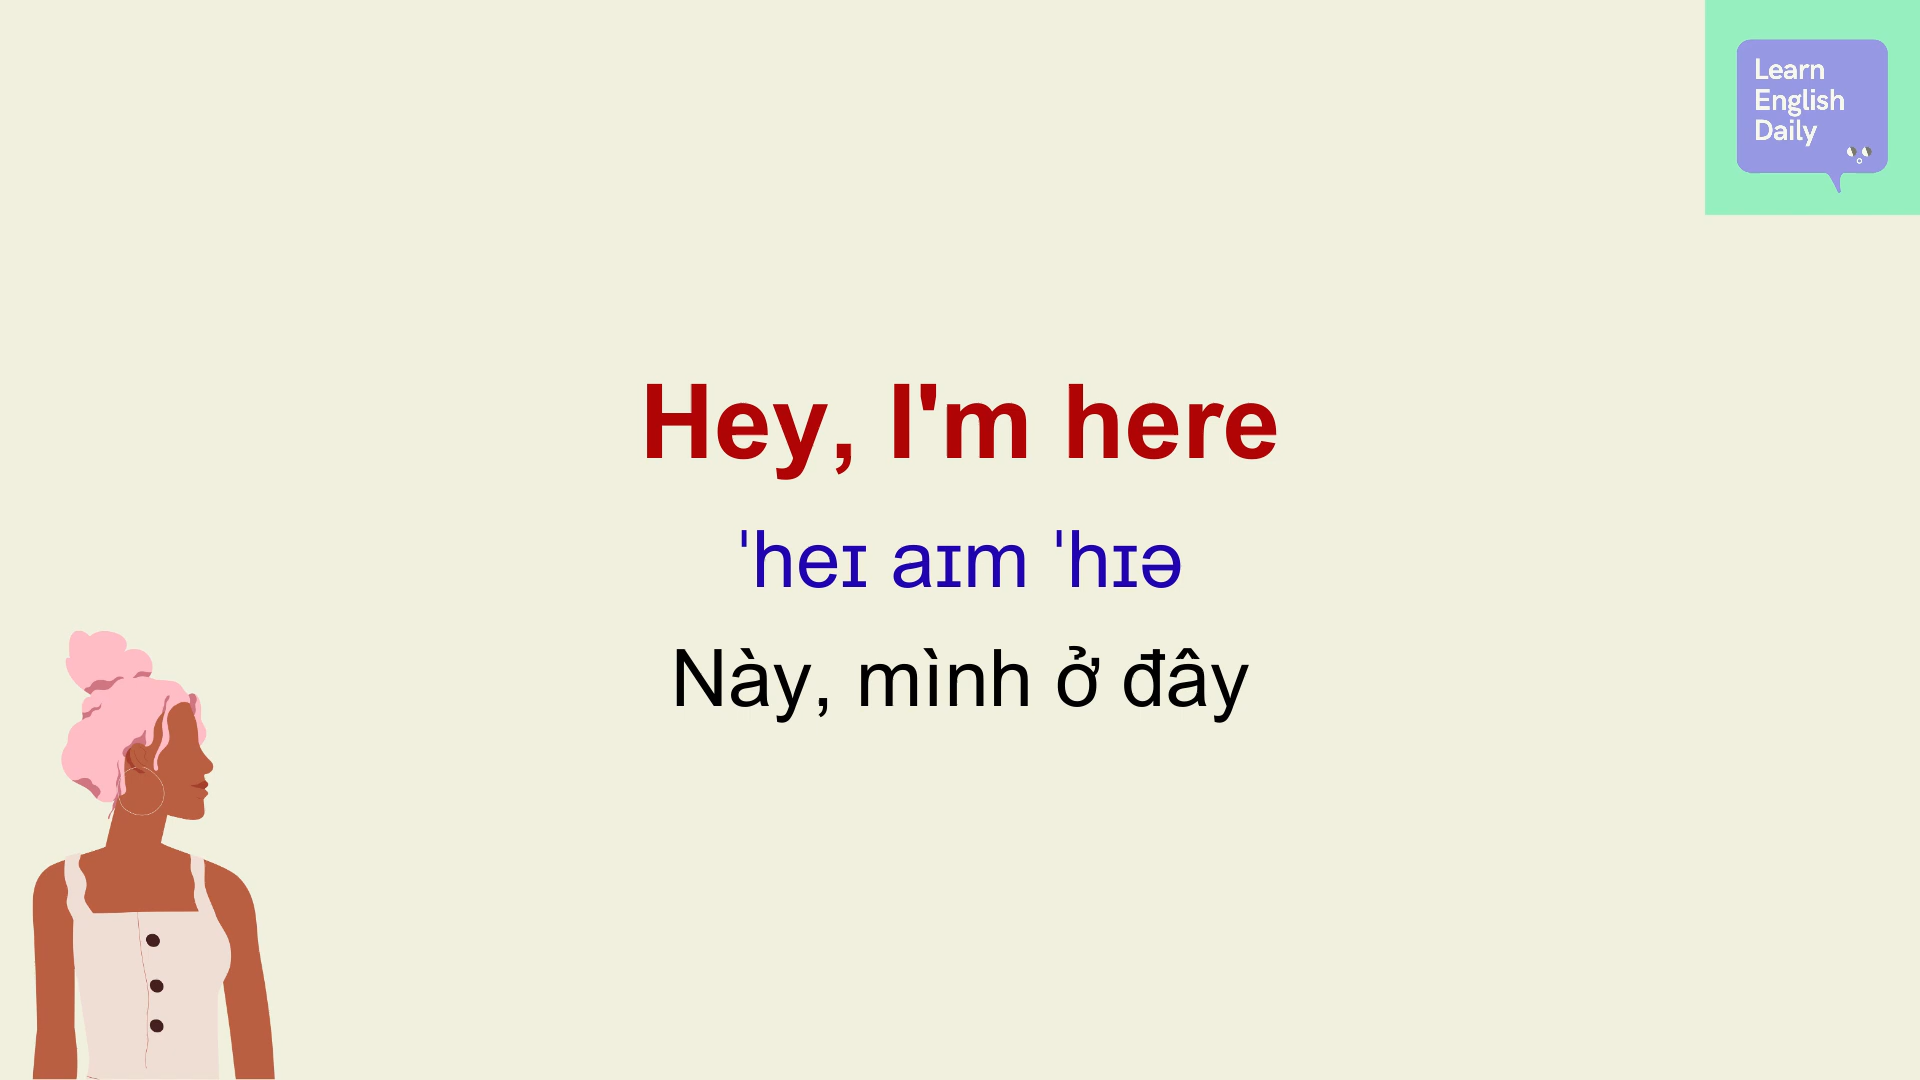 Learn
English
Daily
Hey, I'm here
ˈheɪ aɪm ˈhɪə
Này, mình ở đây